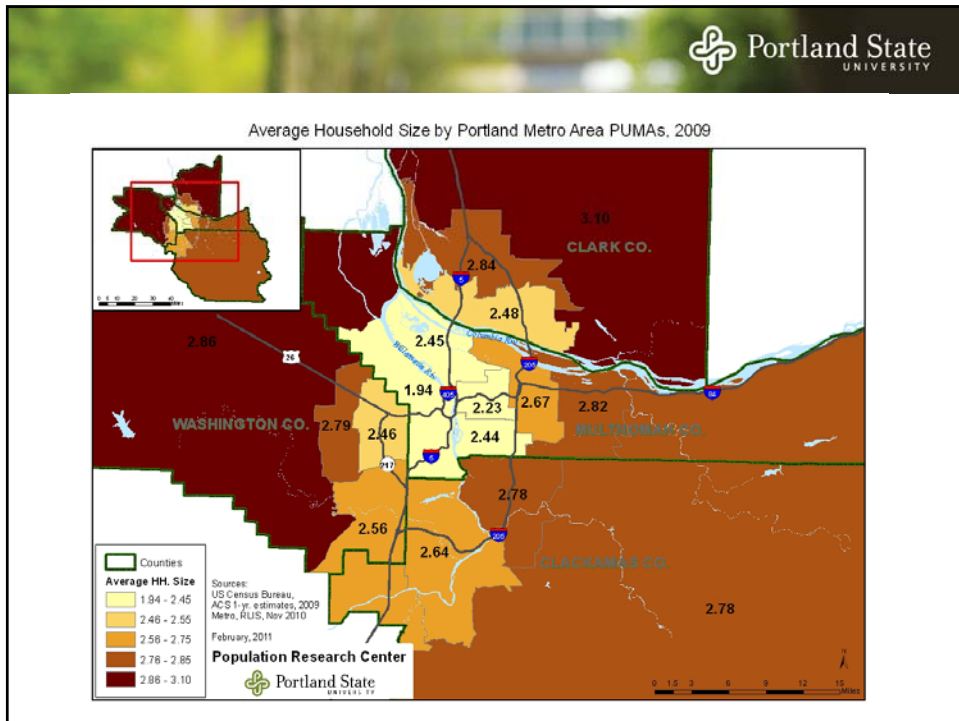 Portland State
UNIVERSITY
Average Household Size by Portland Metro Area PUMAs, 2009
3.10
CLARK CO.
2.84
5
2.48
2.86
26
2.45
Columbia Riv
Willamette Riv
205
1.94
405
84
2.23
2.67
2.82
WASHINGTON CO.
2.79
2.46
2.44
MULTNOMAH CO.
5
217
2.78
2.56
2.64
205
CLACKAMAS CO.
2.78
Counties
Average HH. Size
1.94 - 2.45
2.46 - 2.55
2.56 - 2.75
2.76 - 2.85
2.86 - 3.10
Sources:
US Census Bureau,
ACS 1-yr. estimates, 2009
Metro, RLIS, Nov 2010
February, 2011
Population Research Center
Portland State
UNIVERSITY
0 1.5 3 6 9 12 15
Miles